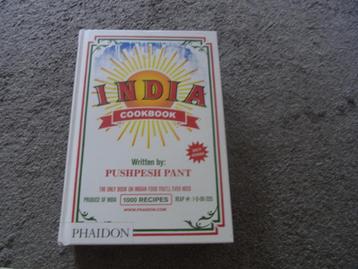 INDIA
COOKBOOK
Written by:
PUSHPESH PANT
THE ONLY BOOK ON INDIAN FOOD YOU'LL EVER NEED
PRODUCE OF INDIA 1000 RECIPES
WWW.PHAIDON.COM
PHAIDON